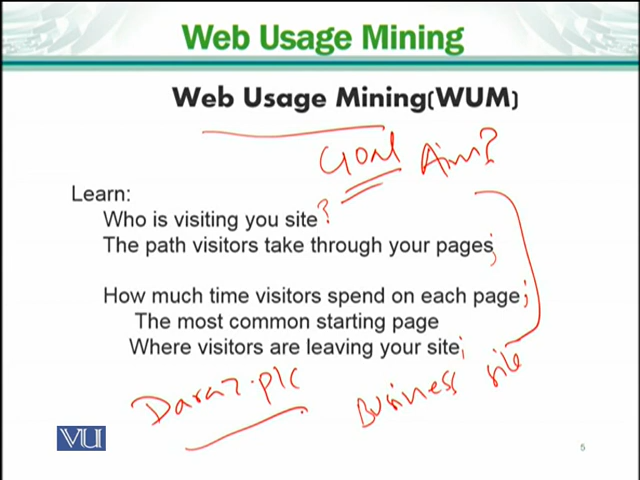 Web Usage Mining
Web Usage Mining(WUM)
Goal Aim?
Learn:
Who is visiting you site?
The path visitors take through your pages;
How much time visitors spend on each page;
The most common starting page
Where visitors are leaving your site;
Daraz.plc Business site
VU
5